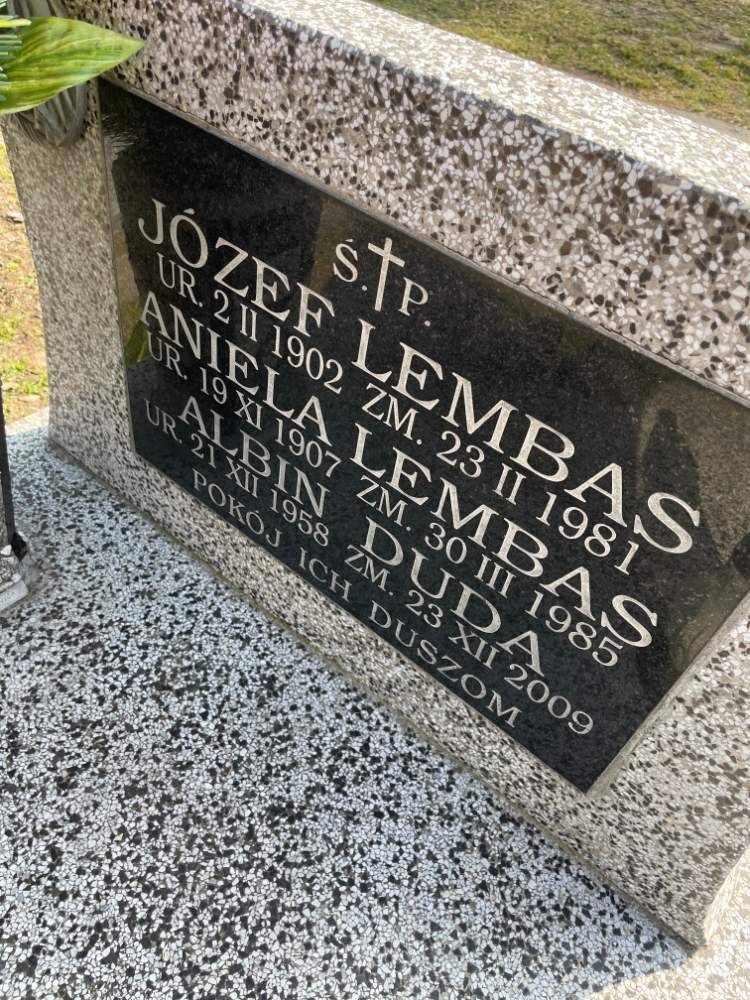 Ś. P.
JÓZEF LEMBAS
UR. 2 II 1902 ZM. 23 II 1981
ANIELA LEMBAS
UR. 19 XI 1907 ZM. 30 III 1985
ALBIN DUDA
UR. 21 XII 1958 ZM. 23 XII 2009
POKÓJ ICH DUSZOM